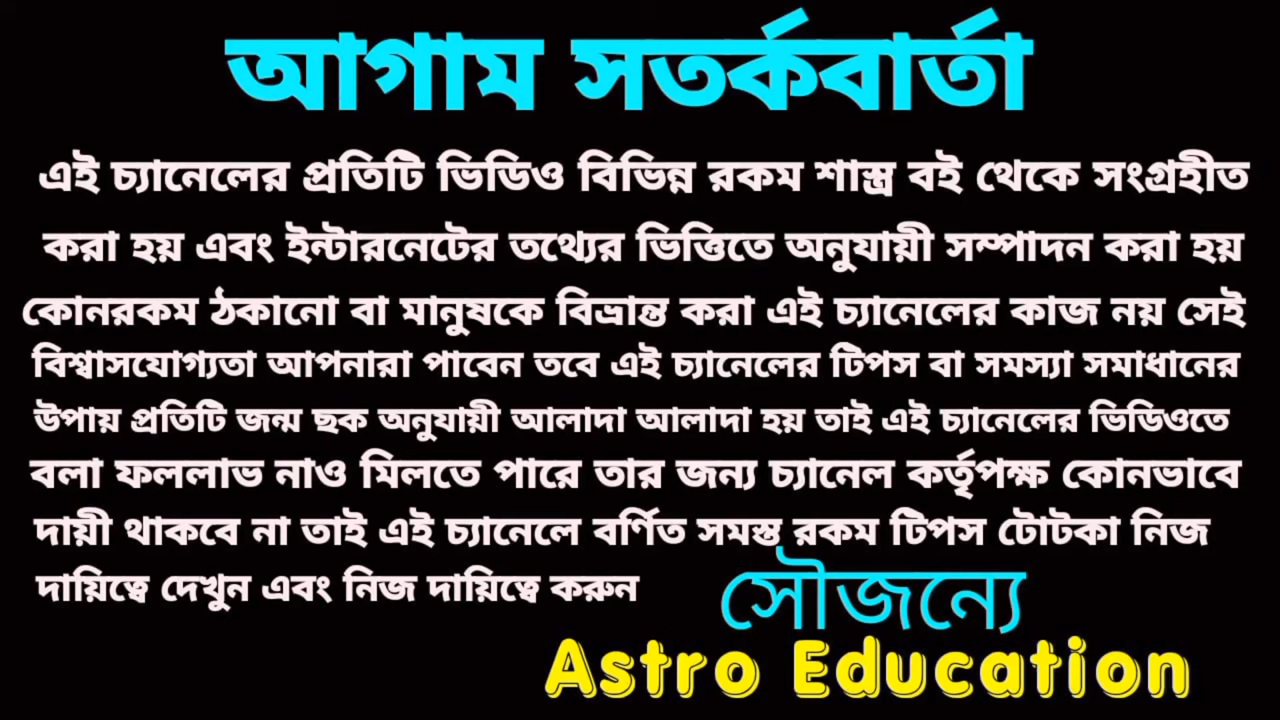 আগাম সতর্কবার্তা
এই চ্যানেলের প্রতিটি ভিডিও বিভিন্ন রকম শাস্ত্র বই থেকে সংগ্রহীত
করা হয় এবং ইন্টারনেটের তথ্যের ভিত্তিতে অনুযায়ী সম্পাদন করা হয়
কোনরকম ঠকানো বা মানুষকে বিভ্রান্ত করা এই চ্যানেলের কাজ নয় সেই
বিশ্বাসযোগ্যতা আপনারা পাবেন তবে এই চ্যানেলের টিপস বা সমস্যা সমাধানের
উপায় প্রতিটি জন্ম ছক অনুযায়ী আলাদা আলাদা হয় তাই এই চ্যানেলের ভিডিওতে
বলা ফললাভ নাও মিলতে পারে তার জন্য চ্যানেল কর্তৃপক্ষ কোনভাবে
দায়ী থাকবে না তাই এই চ্যানেলে বর্ণিত সমস্ত রকম টিপস টোটকা নিজ
দায়িত্বে দেখুন এবং নিজ দায়িত্বে করুন
সৌজন্যে
Astro Education